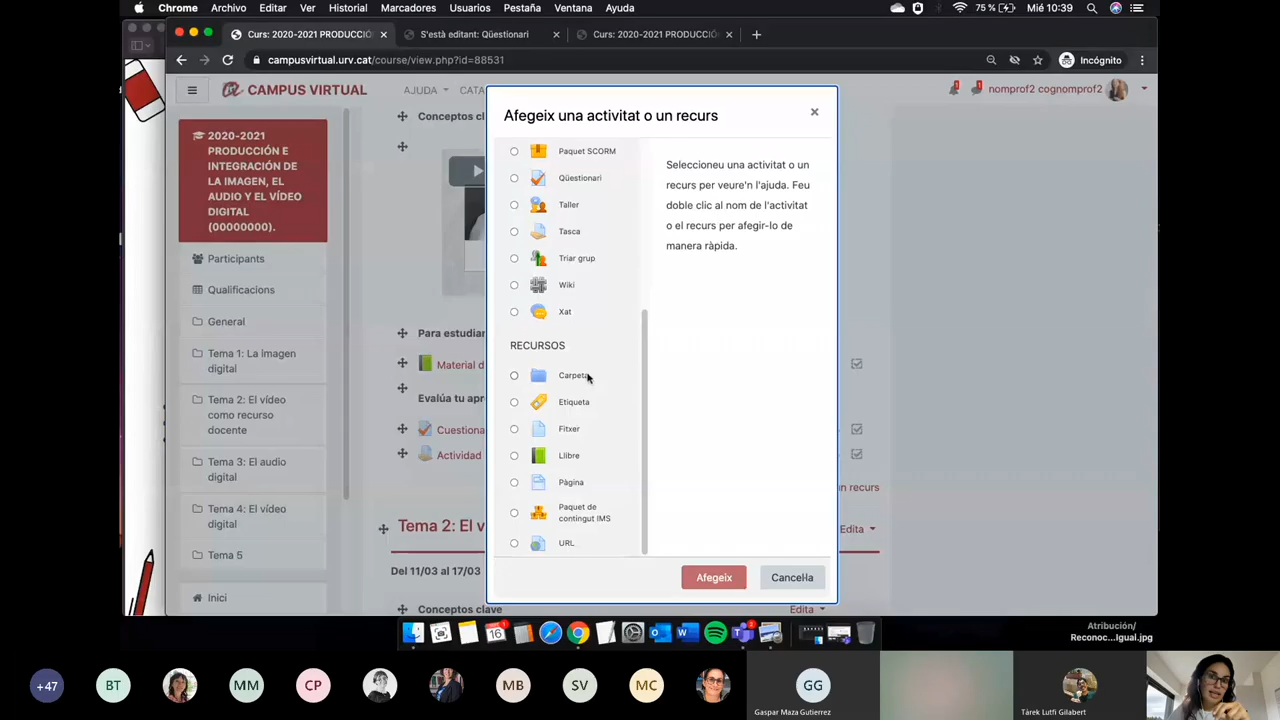 Chrome Archivo Editar Ver Historial Marcadores Usuarios Pestaña Ventana Ayuda 75 % Mié 10:39
Curs: 2020-2021 PRODUCCIÓ × S'està editant: Qüestionari × Curs: 2020-2021 PRODUCCIÓ × +
campusvirtual.urv.cat/course/view.php?id=88531 Incógnito
CAMPUS VIRTUAL AJUDA CATA nomprof2 cognomprof2
2020-2021
PRODUCCIÓN E
INTEGRACIÓN DE
LA IMAGEN, EL
AUDIO Y EL VÍDEO
DIGITAL
(00000000).
Participants
Qualificacions
General
Tema 1: La imagen
digital
Tema 2: El vídeo
como recurso
docente
Tema 3: El audio
digital
Tema 4: El vídeo
digital
Tema 5
Inici
Conceptos cl
Para estudiar
Material d
Evalúa tu apre
Cuestiona
Actividad
un recurs
Tema 2: El v
Edita
Del 11/03 al 17/03
Conceptos clave
Edita
Afegeix una activitat o un recurs
×
Paquet SCORM
Qüestionari
Taller
Tasca
Triar grup
Wiki
Xat
RECURSOS
Carpeta
Etiqueta
Fitxer
Llibre
Pàgina
Paquet de
contingut IMS
URL
Seleccioneu una activitat o un
recurs per veure'n l'ajuda. Feu
doble clic al nom de l'activitat
o el recurs per afegir-lo de
manera ràpida.
Afegeix Cancel·la
16
2
Atribución/
Reconoc...Igual.jpg
+47 BT MM CP MB SV MC GG
Gaspar Maza Gutierrez
Tàrek Lutfi Gilabert